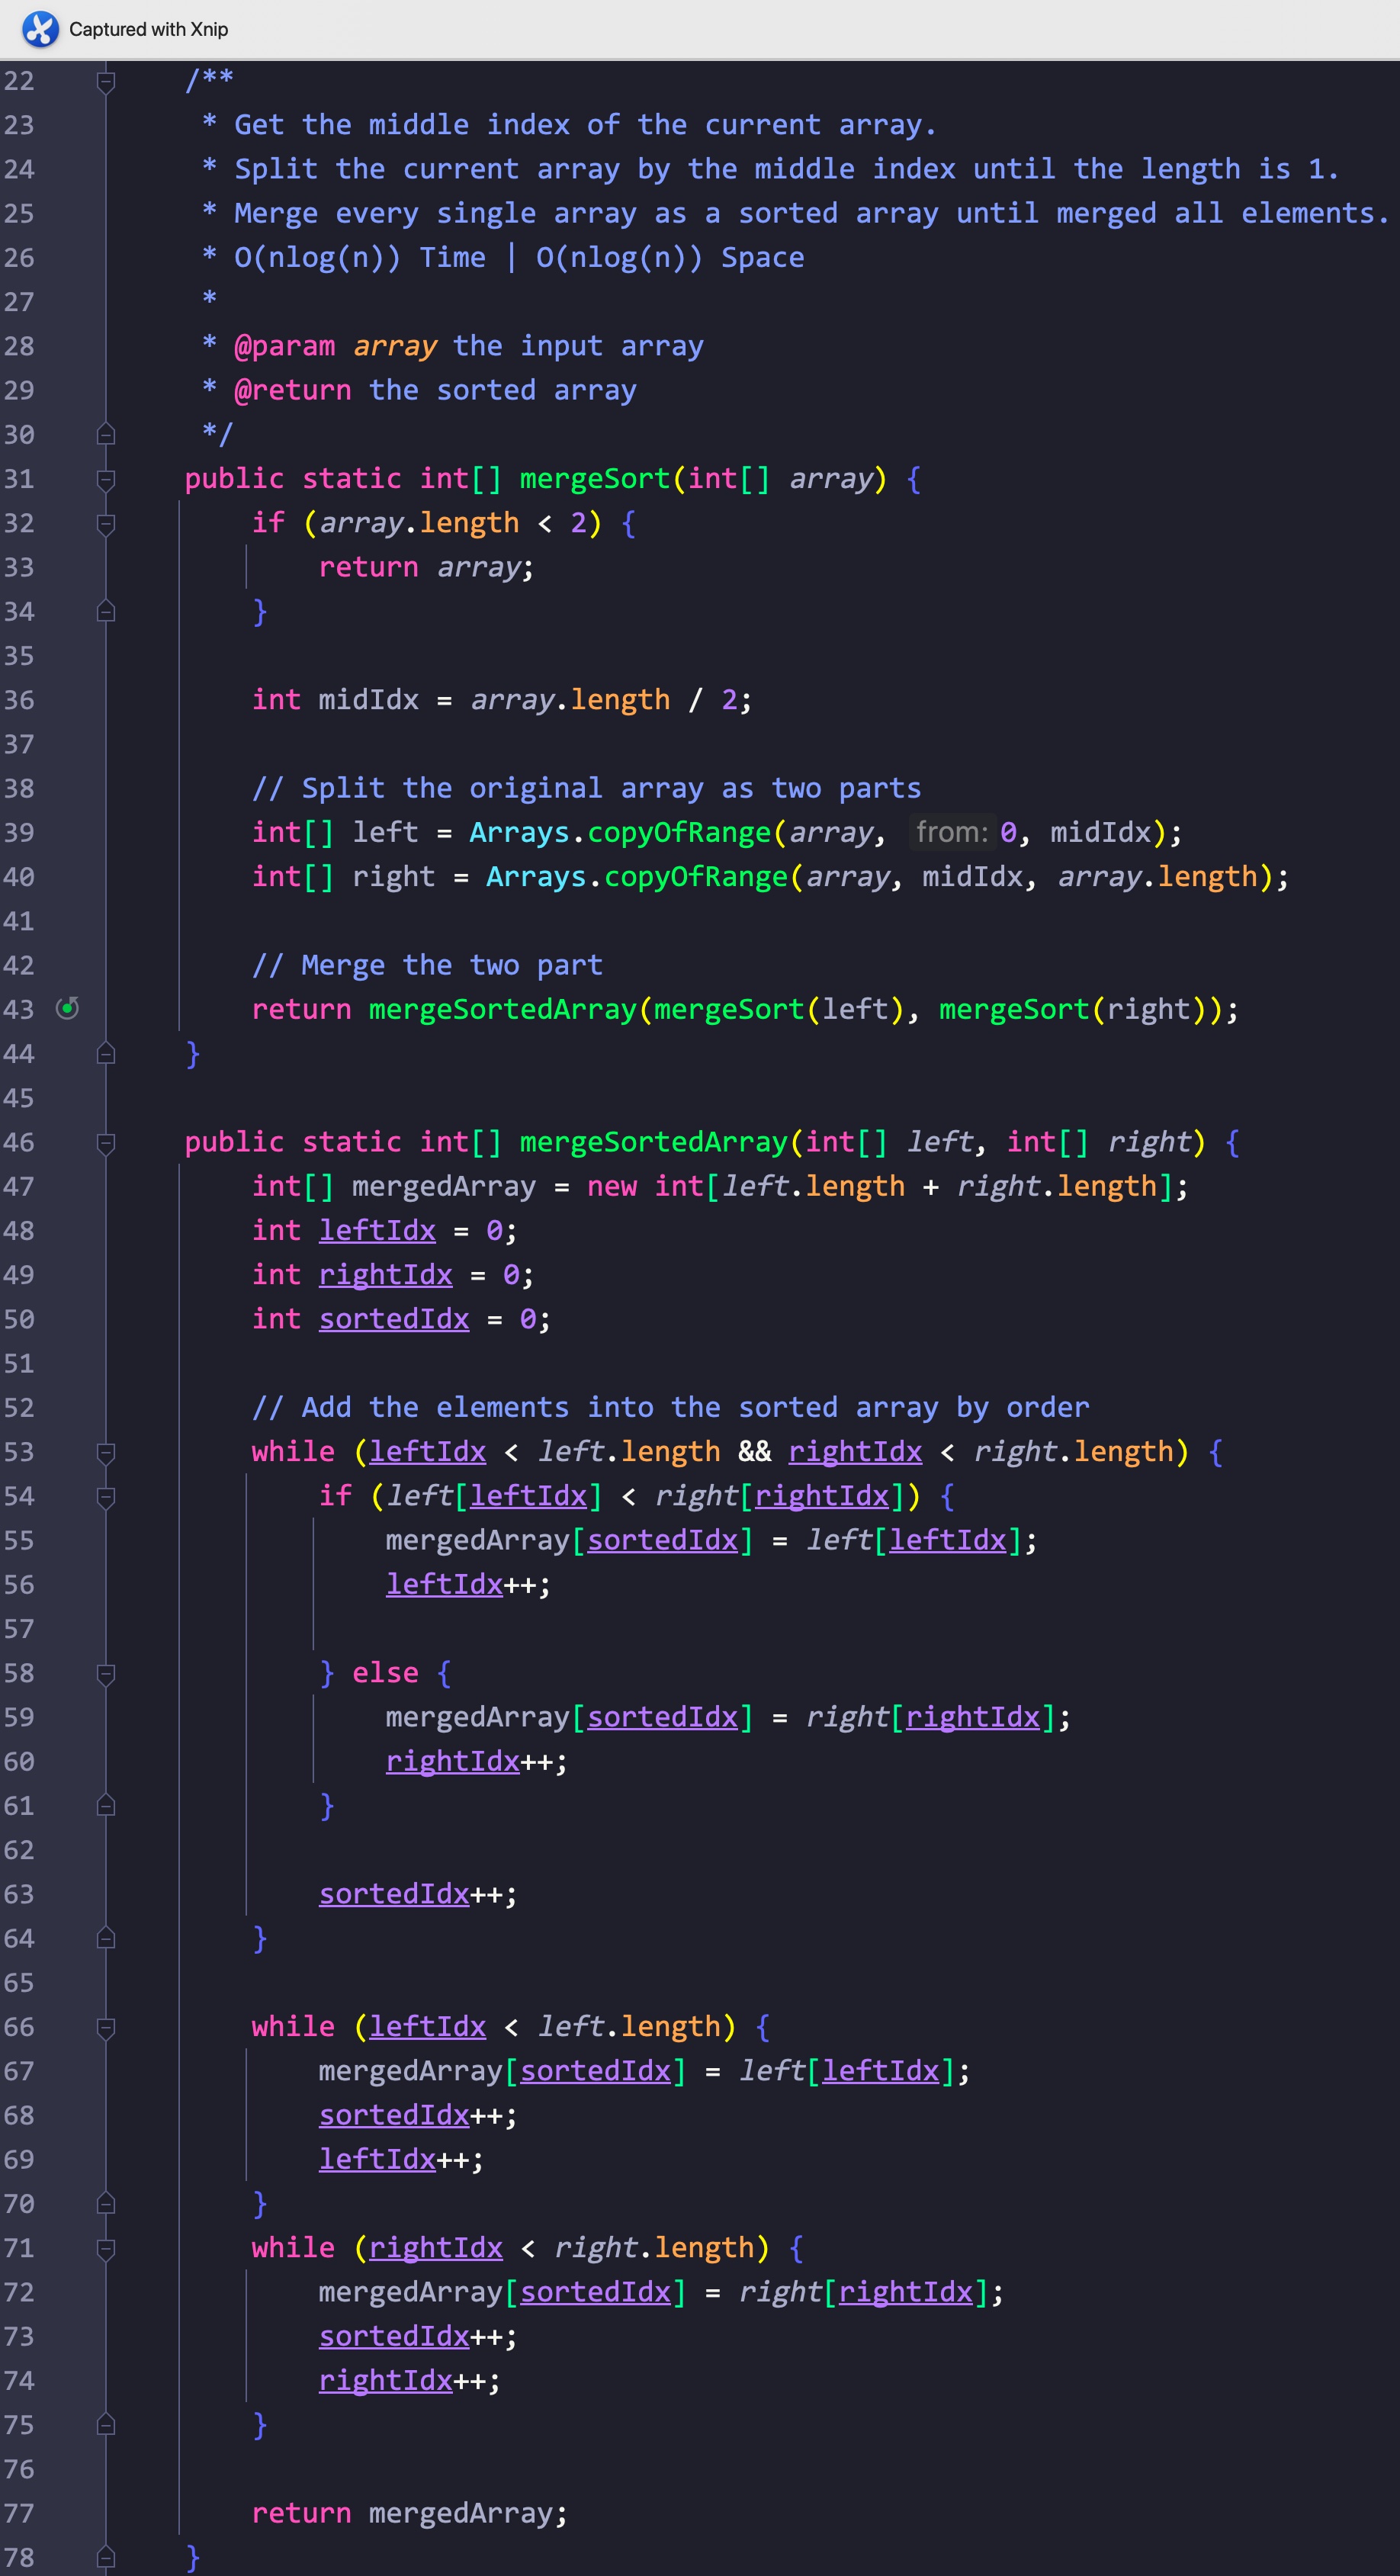 Captured with Xnip
22 /**
23 * Get the middle index of the current array.
24 * Split the current array by the middle index until the length is 1.
25 * Merge every single array as a sorted array until merged all elements.
26 * O(nlog(n)) Time | O(nlog(n)) Space
27 *
28 * @param array the input array
29 * @return the sorted array
30 */
31 public static int[] mergeSort(int[] array) {
32 if (array.length < 2) {
33 return array;
34 }
35
36 int midIdx = array.length / 2;
37
38 // Split the original array as two parts
39 int[] left = Arrays.copyOfRange(array, from: 0, midIdx);
40 int[] right = Arrays.copyOfRange(array, midIdx, array.length);
41
42 // Merge the two part
43 return mergeSortedArray(mergeSort(left), mergeSort(right));
44 }
45
46 public static int[] mergeSortedArray(int[] left, int[] right) {
47 int[] mergedArray = new int[left.length + right.length];
48 int leftIdx = 0;
49 int rightIdx = 0;
50 int sortedIdx = 0;
51
52 // Add the elements into the sorted array by order
53 while (leftIdx < left.length && rightIdx < right.length) {
54 if (left[leftIdx] < right[rightIdx]) {
55 mergedArray[sortedIdx] = left[leftIdx];
56 leftIdx++;
57
58 } else {
59 mergedArray[sortedIdx] = right[rightIdx];
60 rightIdx++;
61 }
62
63 sortedIdx++;
64 }
65
66 while (leftIdx < left.length) {
67 mergedArray[sortedIdx] = left[leftIdx];
68 sortedIdx++;
69 leftIdx++;
70 }
71 while (rightIdx < right.length) {
72 mergedArray[sortedIdx] = right[rightIdx];
73 sortedIdx++;
74 rightIdx++;
75 }
76
77 return mergedArray;
78 }